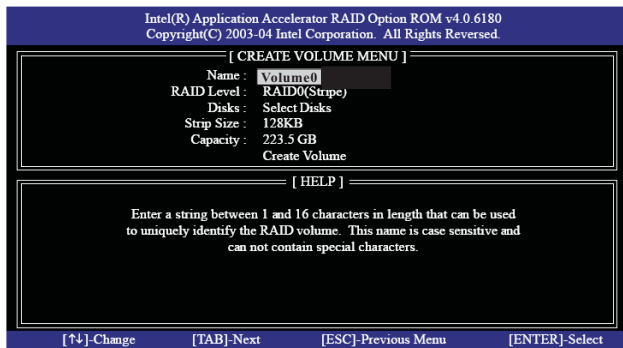 Intel(R) Application Accelerator RAID Option ROM v4.0.6180
Copyright(C) 2003-04 Intel Corporation. All Rights Reversed.
[ CREATE VOLUME MENU ]
Name : Volume0
RAID Level : RAID0(Stripe)
Disks : Select Disks
Strip Size : 128KB
Capacity : 223.5 GB
Create Volume
[ HELP ]
Enter a string between 1 and 16 characters in length that can be used
to uniquely identify the RAID volume. This name is case sensitive and
can not contain special characters.
[↑↓]-Change [TAB]-Next [ESC]-Previous Menu [ENTER]-Select